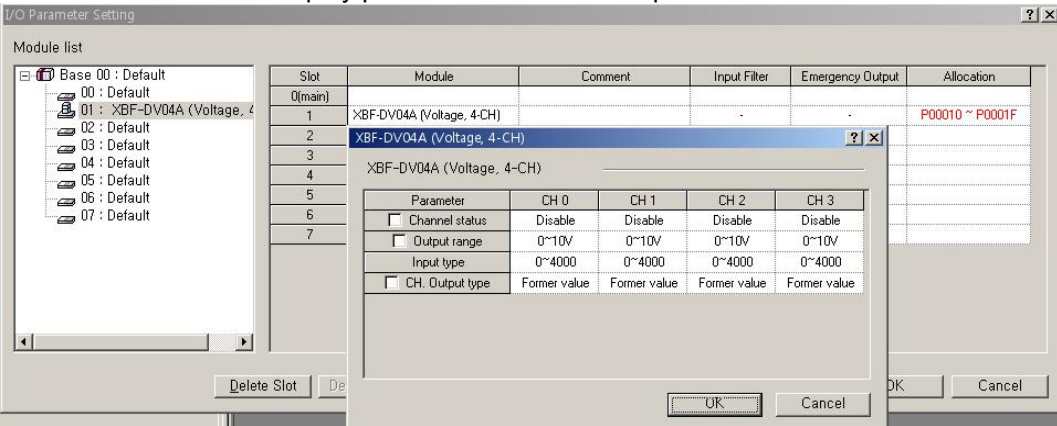 I/O Parameter Setting
Module list
Base 00 : Default
00 : Default
01 : XBF-DV04A (Voltage, 4
02 : Default
03 : Default
04 : Default
05 : Default
06 : Default
07 : Default
Slot Module Comment Input Filter Emergency Output Allocation
0(main)
1 XBF-DV04A (Voltage, 4-CH) - - P00010 ~ P0001F
2
3
4
5
6
7
XBF-DV04A (Voltage, 4-CH)
XBF-DV04A (Voltage, 4-CH)
Parameter CH 0 CH 1 CH 2 CH 3
Channel status Disable Disable Disable Disable
Output range 0~10V 0~10V 0~10V 0~10V
Input type 0~4000 0~4000 0~4000 0~4000
CH. Output type Former value Former value Former value Former value
Delete Slot De OK Cancel
OK Cancel